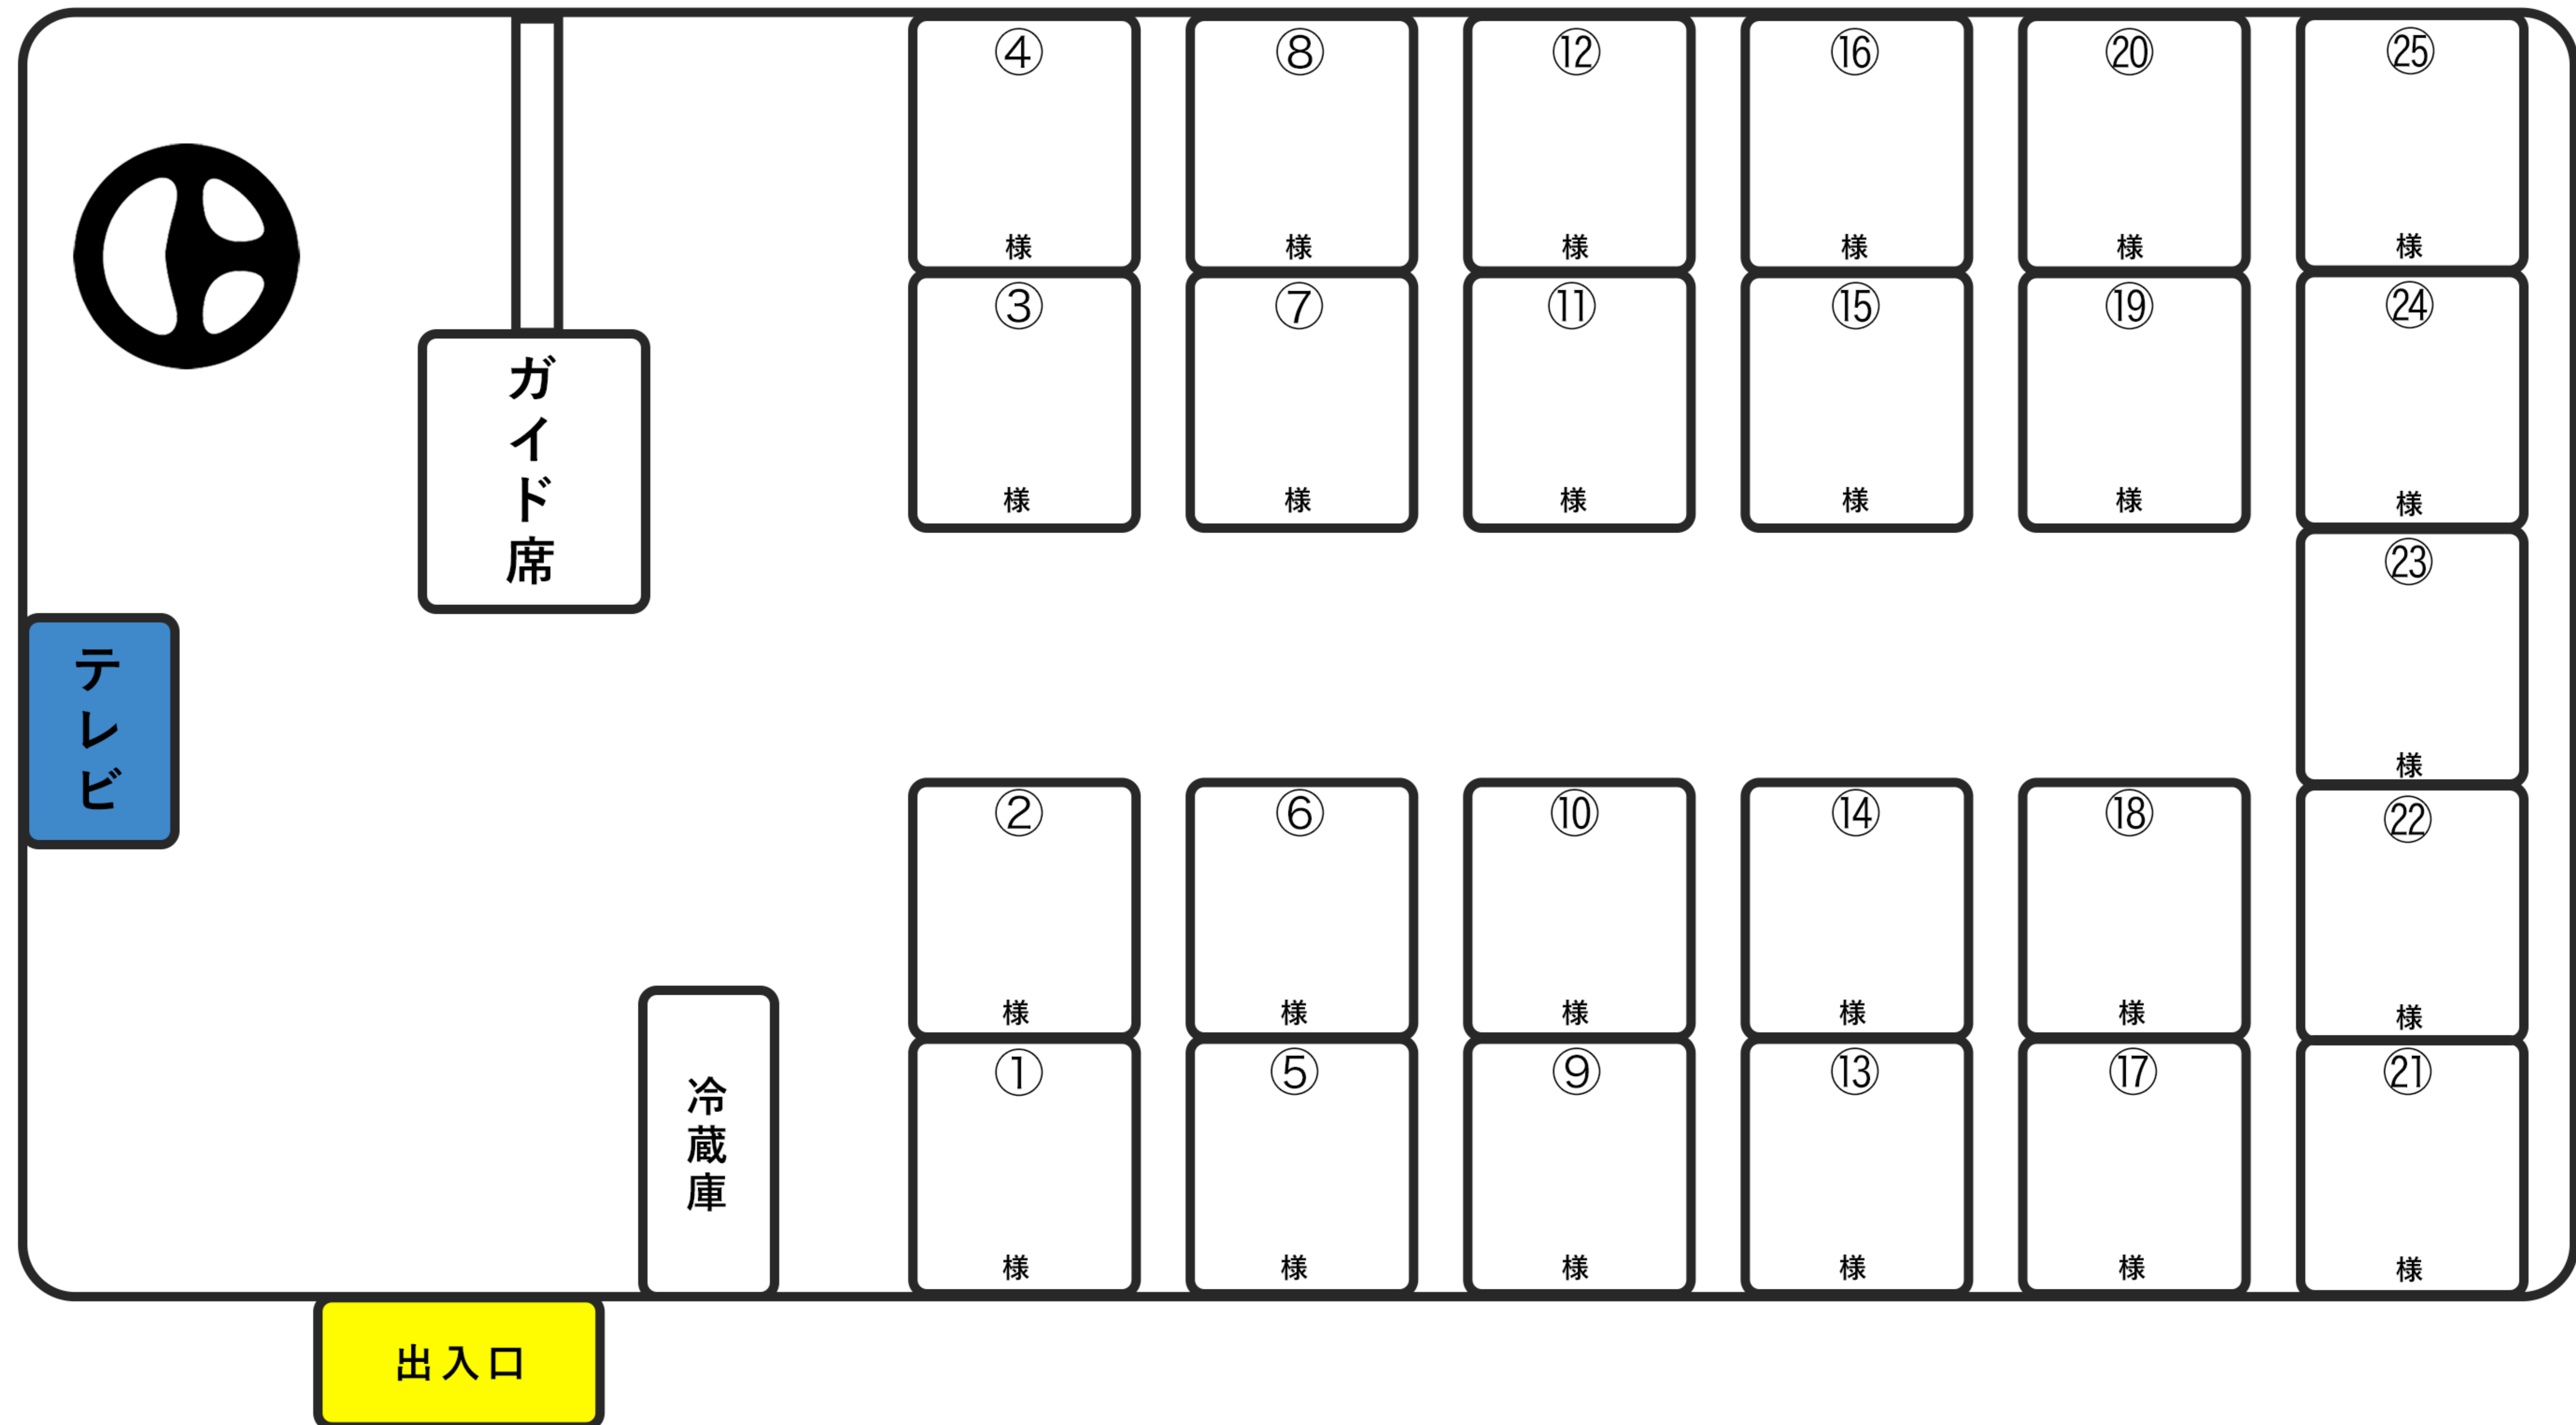 ④ ⑧ ⑫ ⑯ ⑳ ㉕
様 様 様 様 様 様
③ ⑦ ⑪ ⑮ ⑲ ㉔
様 様 様 様 様 様
ガイド席
㉓
様
テレビ
② ⑥ ⑩ ⑭ ⑱ ㉒
様 様 様 様 様 様
① ⑤ ⑨ ⑬ ⑰ ㉑
様 様 様 様 様 様
冷蔵庫
出入口